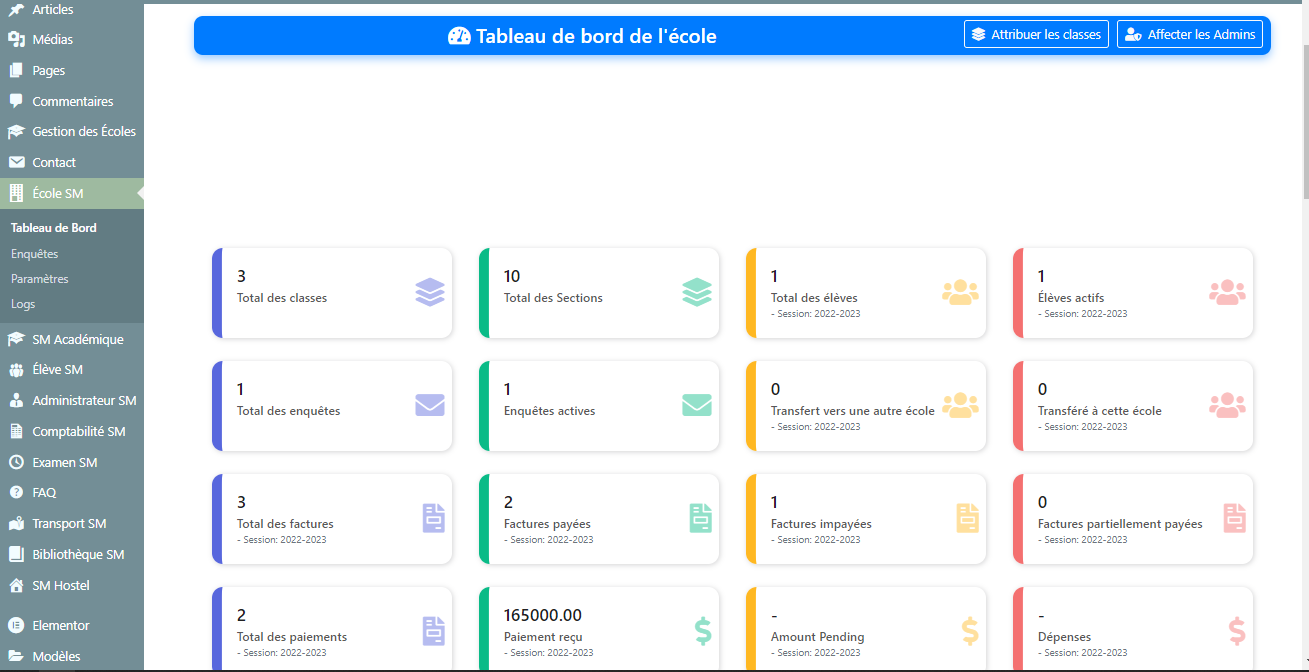 Articles
Médias
Pages
Commentaires
Gestion des Écoles
Contact
École SM
Tableau de Bord
Enquêtes
Paramètres
Logs
SM Académique
Élève SM
Administrateur SM
Comptabilité SM
Examen SM
FAQ
Transport SM
Bibliothèque SM
SM Hostel
Elementor
Modèles
Tableau de bord de l'école
Attribuer les classes
Affecter les Admins
3
Total des classes
10
Total des Sections
1
Total des élèves
- Session: 2022-2023
1
Élèves actifs
- Session: 2022-2023
1
Total des enquêtes
1
Enquêtes actives
0
Transfert vers une autre école
- Session: 2022-2023
0
Transféré à cette école
- Session: 2022-2023
3
Total des factures
- Session: 2022-2023
2
Factures payées
- Session: 2022-2023
1
Factures impayées
- Session: 2022-2023
0
Factures partiellement payées
- Session: 2022-2023
2
Total des paiements
- Session: 2022-2023
165000.00
Paiement reçu
- Session: 2022-2023
-
Amount Pending
- Session: 2022-2023
-
Dépenses
- Session: 2022-2023